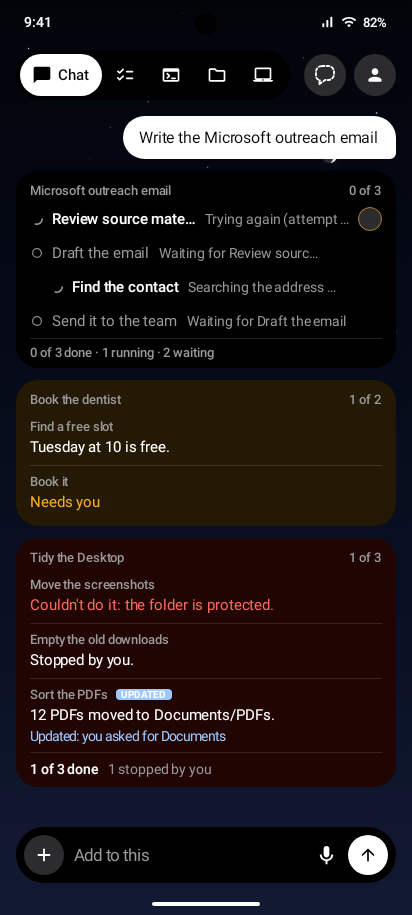 9:41
82%
Chat
Write the Microsoft outreach email
Microsoft outreach email 0 of 3
Review source mate… Trying again (attempt …
Draft the email Waiting for Review sourc…
Find the contact Searching the address …
Send it to the team Waiting for Draft the email
0 of 3 done · 1 running · 2 waiting
Book the dentist 1 of 2
Find a free slot
Tuesday at 10 is free.
Book it
Needs you
Tidy the Desktop 1 of 3
Move the screenshots
Couldn't do it: the folder is protected.
Empty the old downloads
Stopped by you.
Sort the PDFs UPDATED
12 PDFs moved to Documents/PDFs.
Updated: you asked for Documents
1 of 3 done 1 stopped by you
Add to this